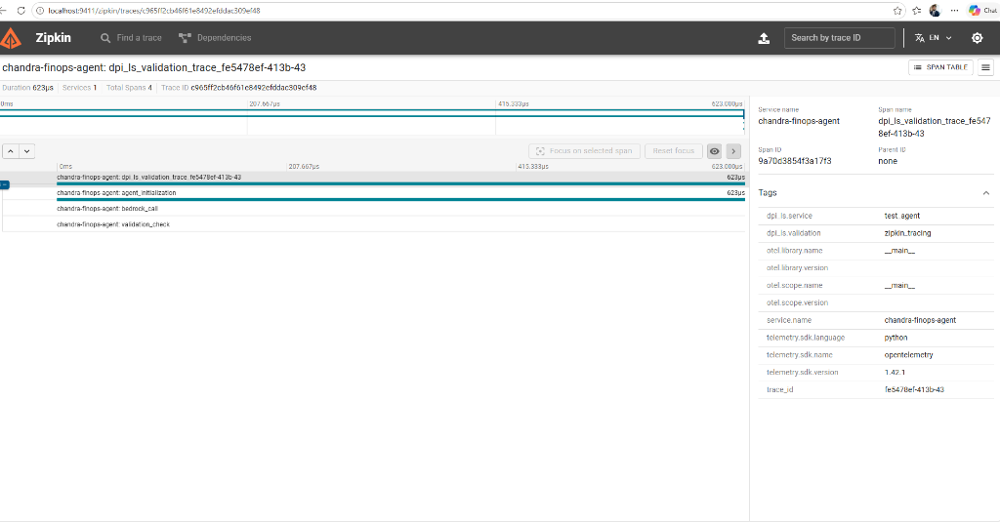 localhost:9411/zipkin/traces/c965ff2cb46f61e8492efddac309ef48
Chat
Zipkin
Find a trace
Dependencies
Search by trace ID
EN
chandra-finops-agent: dpi_ls_validation_trace_fe5478ef-413b-43
SPAN TABLE
Duration 623μs Services 1 Total Spans 4 Trace ID c965ff2cb46f61e8492efddac309ef48
0ms 207.667μs 415.333μs 623.000μs
Focus on selected span
Reset focus
0ms 207.667μs 415.333μs 623.000μs
chandra-finops-agent: dpi_ls_validation_trace_fe5478ef-413b-43 623μs
chandra-finops-agent: agent_initialization 623μs
chandra-finops-agent: bedrock_call
chandra-finops-agent: validation_check
Service name
chandra-finops-agent
Span name
dpi_ls_validation_trace_fe547
8ef-413b-43
Span ID
9a70d3854f3a17f3
Parent ID
none
Tags
dpi_ls.service test_agent
dpi_ls.validation zipkin_tracing
otel.library.name __main__
otel.library.version
otel.scope.name __main__
otel.scope.version
service.name chandra-finops-agent
telemetry.sdk.language python
telemetry.sdk.name opentelemetry
telemetry.sdk.version 1.42.1
trace_id fe5478ef-413b-43